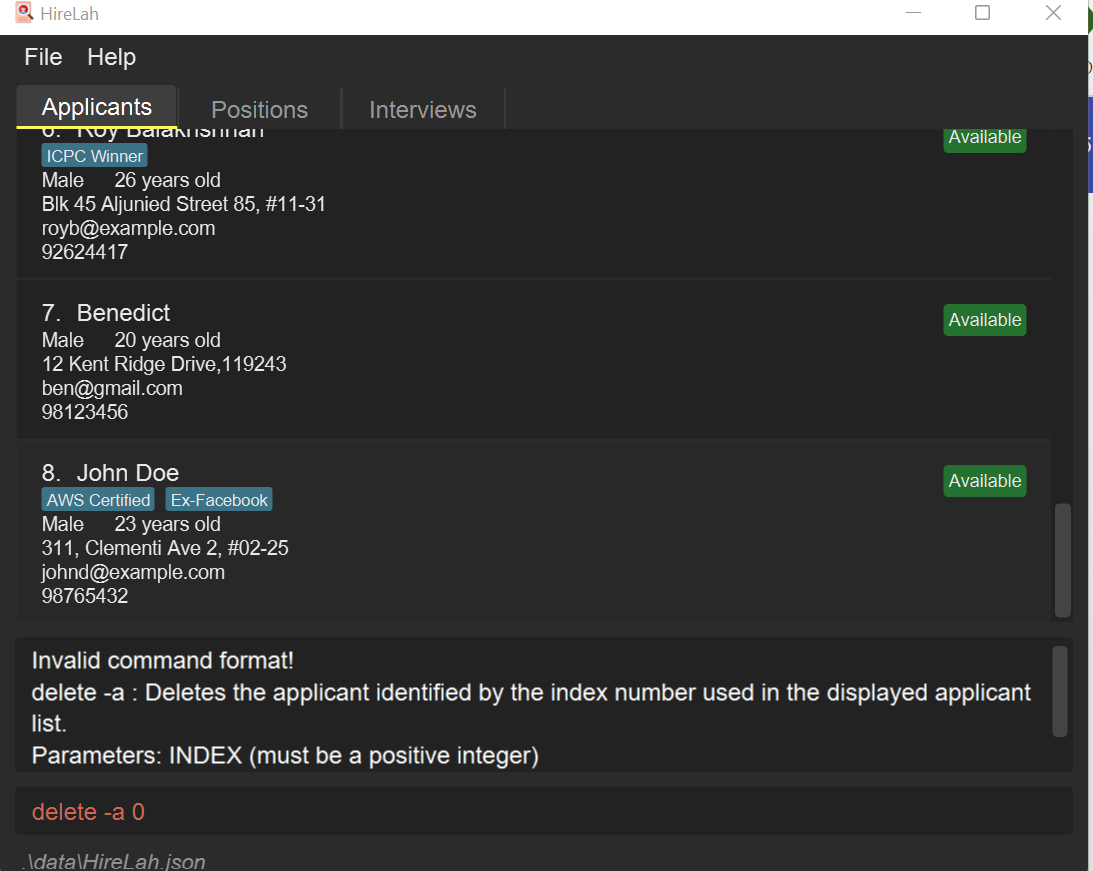 HireLah
File Help
Applicants Positions Interviews
6. Roy Balakrishnan
Available
ICPC Winner
Male 26 years old
Blk 45 Aljunied Street 85, #11-31
royb@example.com
92624417
7. Benedict
Available
Male 20 years old
12 Kent Ridge Drive,119243
ben@gmail.com
98123456
8. John Doe
Available
AWS Certified Ex-Facebook
Male 23 years old
311, Clementi Ave 2, #02-25
johnd@example.com
98765432
Invalid command format!
delete -a : Deletes the applicant identified by the index number used in the displayed applicant
list.
Parameters: INDEX (must be a positive integer)
delete -a 0
.\data\HireLah.json